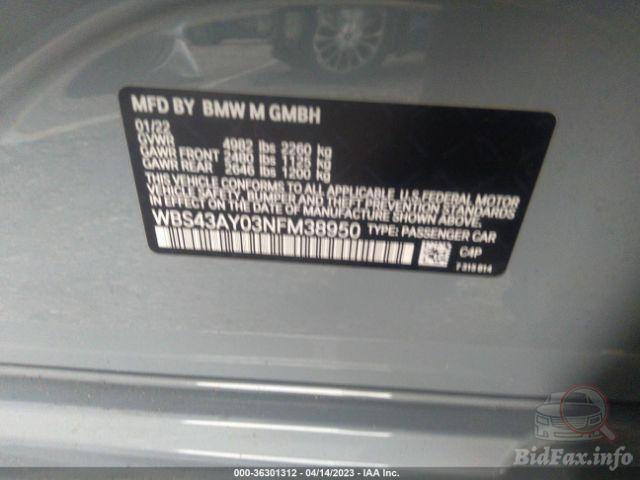 MFD BY BMW M GMBH
01/22
GVWR 4982 lbs 2260 kg
GAWR FRONT 2480 lbs 1125 kg
GAWR REAR 2646 lbs 1200 kg
THIS VEHICLE CONFORMS TO ALL APPLICABLE U.S. FEDERAL MOTOR
VEHICLE SAFETY, BUMPER AND THEFT PREVENTION STANDARDS
IN EFFECT ON THE DATE OF MANUFACTURE SHOWN ABOVE.
WBS43AY03NFM38950 TYPE: PASSENGER CAR
C4P
7 215 814
BidFax.info
000-36301312 - 04/14/2023 - IAA Inc.